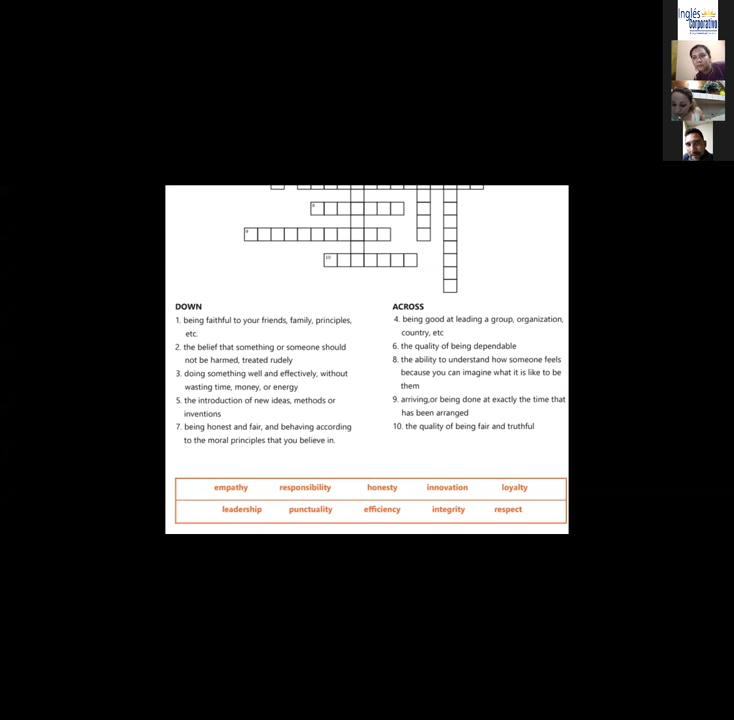 Inglés
Corporativo
8
9
10
DOWN
ACROSS
1. being faithful to your friends, family, principles,
etc.
2. the belief that something or someone should
not be harmed, treated rudely
3. doing something well and effectively, without
wasting time, money, or energy
5. the introduction of new ideas, methods or
inventions
7. being honest and fair, and behaving according
to the moral principles that you believe in.
4. being good at leading a group, organization,
country, etc
6. the quality of being dependable
8. the ability to understand how someone feels
because you can imagine what it is like to be
them
9. arriving,or being done at exactly the time that
has been arranged
10. the quality of being fair and truthful
empathy responsibility honesty innovation loyalty
leadership punctuality efficiency integrity respect